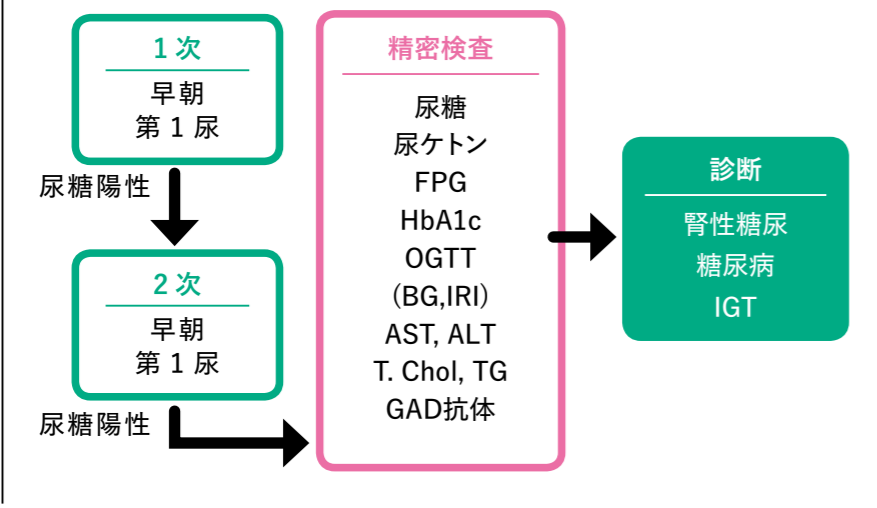 1次
早朝
第1尿
尿糖陽性
2次
早朝
第1尿
尿糖陽性
精密検査
尿糖
尿ケトン
FPG
HbA1c
OGTT
(BG,IRI)
AST, ALT
T. Chol, TG
GAD抗体
診断
腎性糖尿
糖尿病
IGT